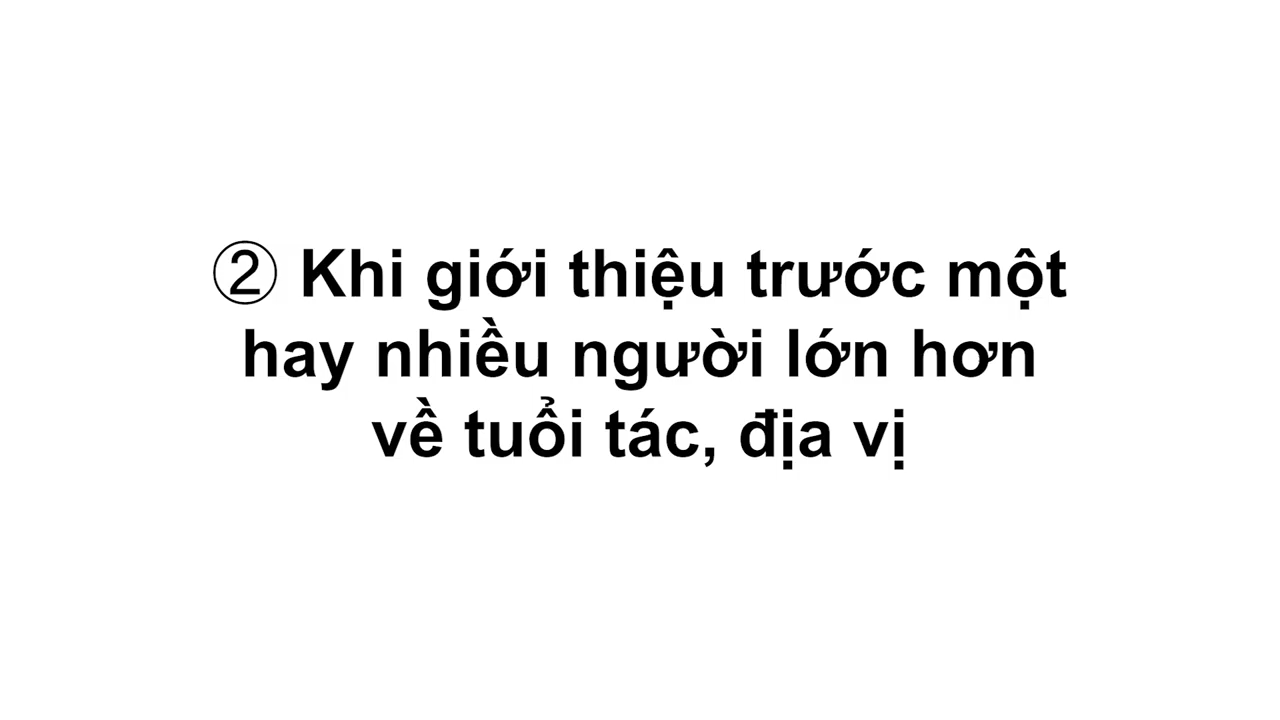 ② Khi giới thiệu trước một
hay nhiều người lớn hơn
về tuổi tác, địa vị